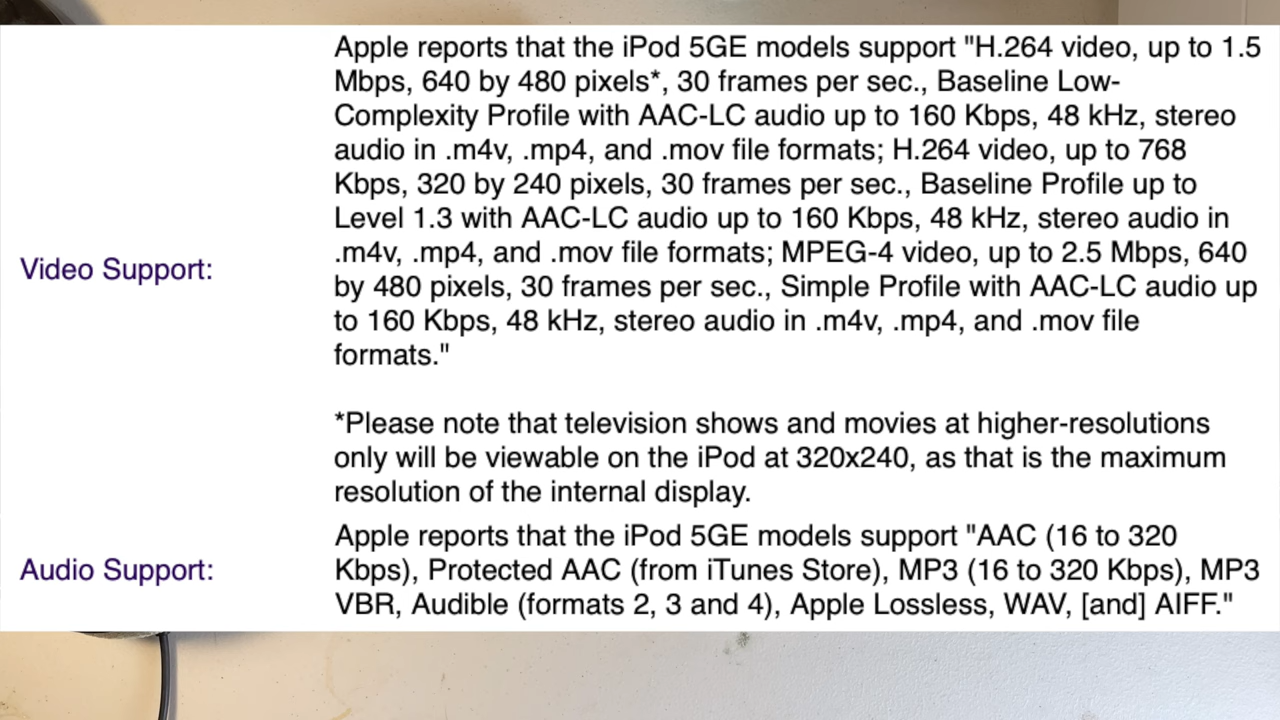 Apple reports that the iPod 5GE models support "H.264 video, up to 1.5
Mbps, 640 by 480 pixels*, 30 frames per sec., Baseline Low-
Complexity Profile with AAC-LC audio up to 160 Kbps, 48 kHz, stereo
audio in .m4v, .mp4, and .mov file formats; H.264 video, up to 768
Kbps, 320 by 240 pixels, 30 frames per sec., Baseline Profile up to
Level 1.3 with AAC-LC audio up to 160 Kbps, 48 kHz, stereo audio in
.m4v, .mp4, and .mov file formats; MPEG-4 video, up to 2.5 Mbps, 640
Video Support:
by 480 pixels, 30 frames per sec., Simple Profile with AAC-LC audio up
to 160 Kbps, 48 kHz, stereo audio in .m4v, .mp4, and .mov file
formats."
*Please note that television shows and movies at higher-resolutions
only will be viewable on the iPod at 320x240, as that is the maximum
resolution of the internal display.
Apple reports that the iPod 5GE models support "AAC (16 to 320
Audio Support:
Kbps), Protected AAC (from iTunes Store), MP3 (16 to 320 Kbps), MP3
VBR, Audible (formats 2, 3 and 4), Apple Lossless, WAV, [and] AIFF."